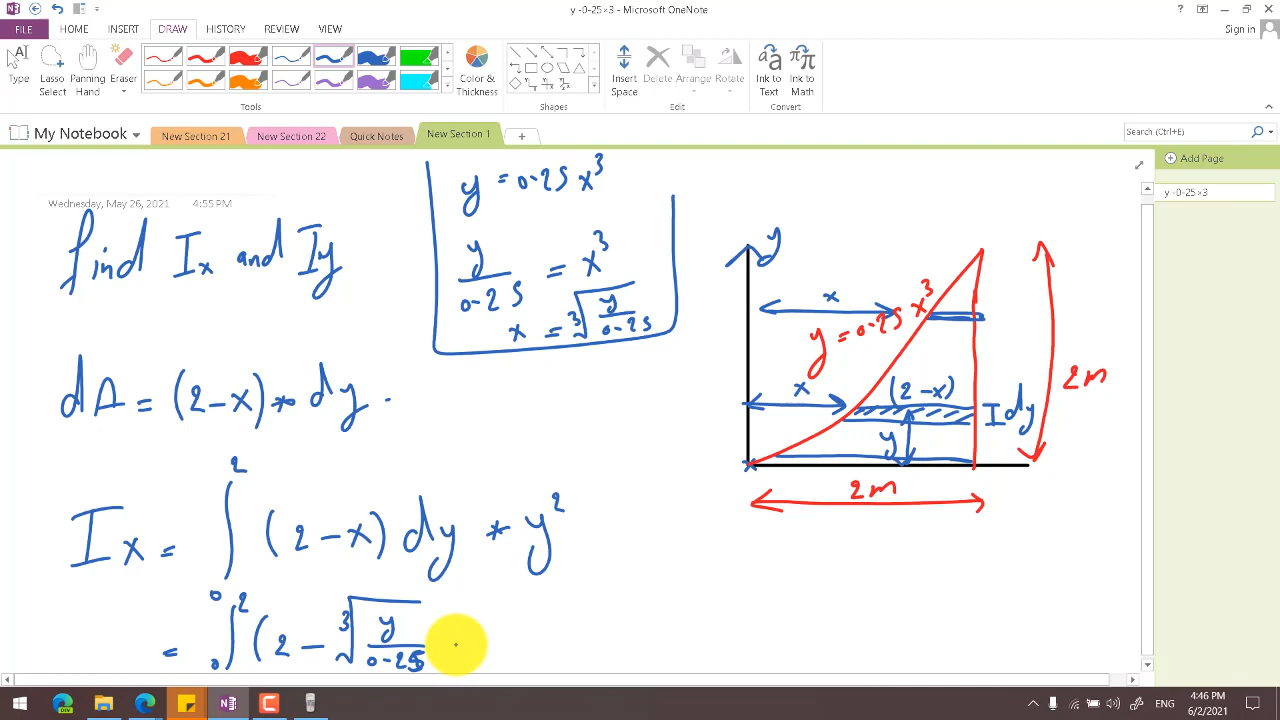 y -0-25×3 - Microsoft OneNote
? 
Sign in
FILE HOME INSERT DRAW HISTORY REVIEW VIEW
Type
Lasso Select
Panning Hand
Eraser
Color & Thickness
Insert Space
Delete
Arrange
Rotate
Ink to Text
Ink to Math
Tools
Shapes
Edit
Convert
My Notebook
New Section 21
New Section 22
Quick Notes
New Section 1
Search (Ctrl+E)
Add Page
y -0-25×3
Wednesday, May 26, 2021 4:55 PM
find Ix and Iy
y = 0.25 x³
y/0.25 = x³
x = ∛(y/0.25)
dA = (2-x) * dy .
Ix = ∫₀² (2-x) dy * y²
= ∫₀² (2 - ∛(y/0.25)
y
x
y = 0.25 x³
x
(2-x)
I dy
y
2m
2m
DEV
ENG
4:46 PM
6/2/2021